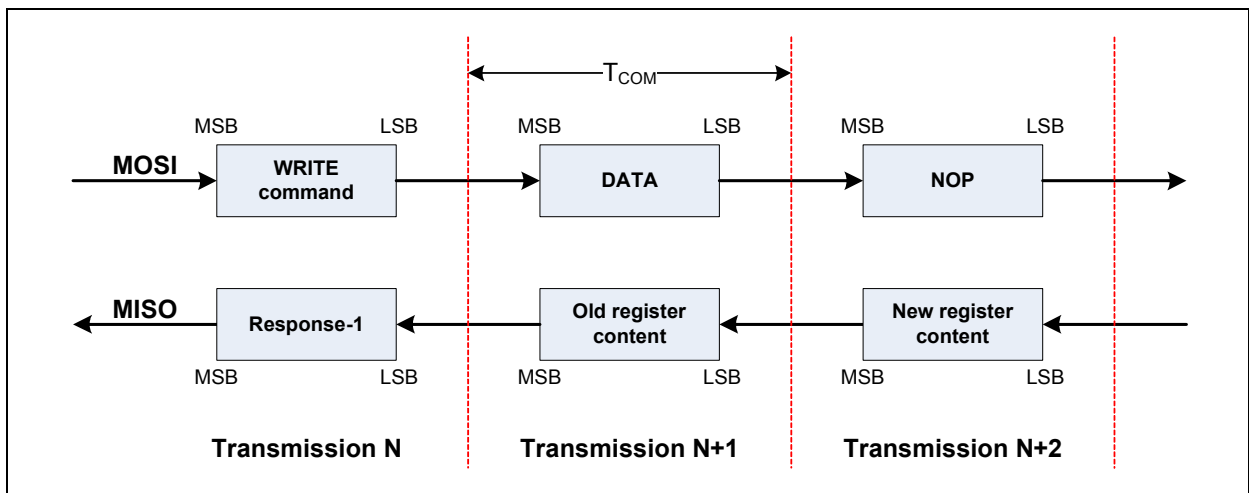 T_COM
MSB LSB MSB LSB MSB LSB
MOSI WRITE command DATA NOP
MISO Response-1 Old register content New register content
MSB LSB MSB LSB MSB LSB
Transmission N Transmission N+1 Transmission N+2